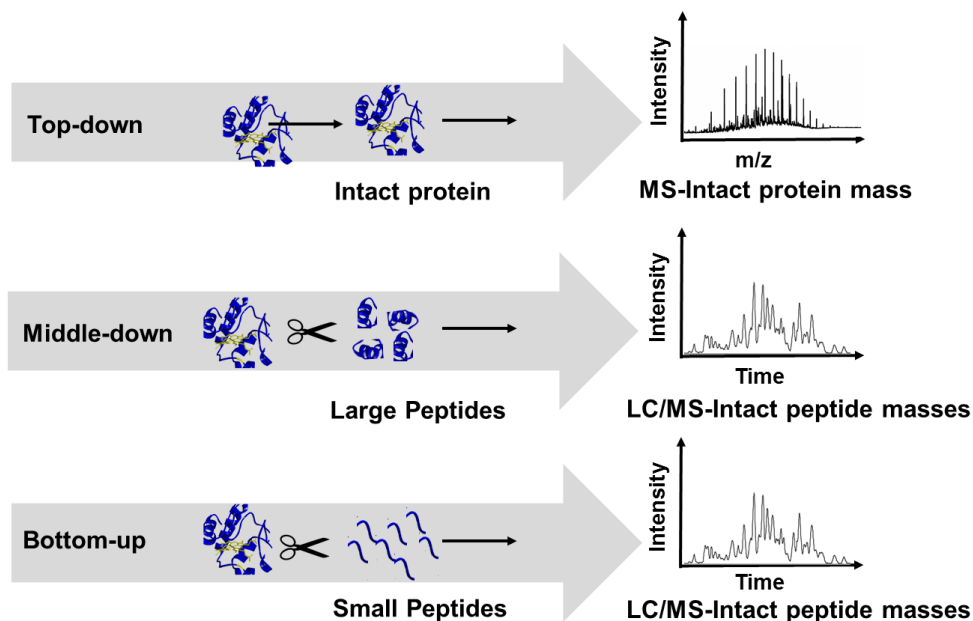 Top-down
Intact protein
Intensity
m/z
MS-Intact protein mass
Middle-down
Large Peptides
Intensity
Time
LC/MS-Intact peptide masses
Bottom-up
Small Peptides
Intensity
Time
LC/MS-Intact peptide masses